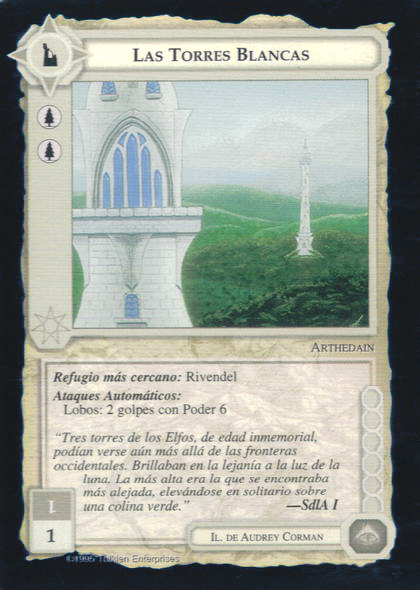 LAS TORRES BLANCAS
ARTHEDAIN
Refugio más cercano: Rivendel
Ataques Automáticos:
Lobos: 2 golpes con Poder 6
“Tres torres de los Elfos, de edad inmemorial,
podían verse aún más allá de las fronteras
occidentales. Brillaban en la lejanía a la luz de la
luna. La más alta era la que se encontraba
más alejada, elevándose en solitario sobre
una colina verde.” —SdlA I
I
1
IL. DE AUDREY CORMAN
©1995 Tolkien Enterprises